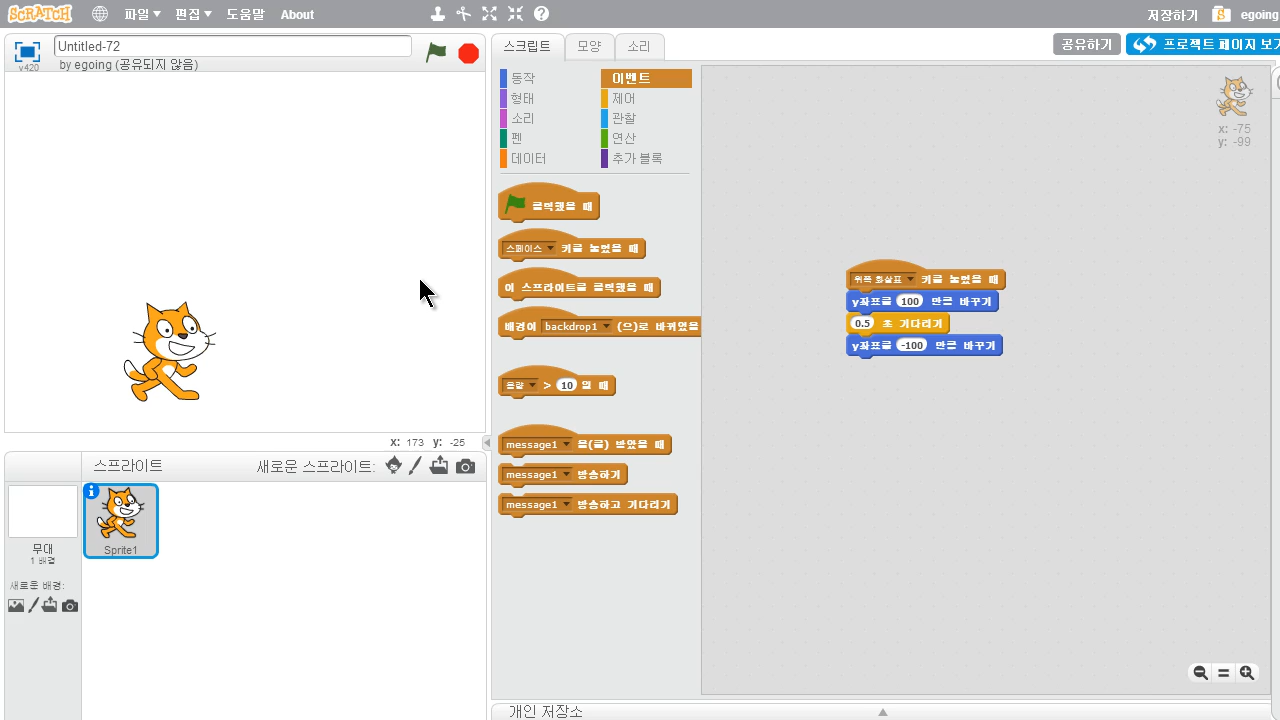 SCRATCH 파일▼ 편집▼ 도움말 About 저장하기 S egoing
v420 Untitled-72
by egoing (공유되지 않음)
스크립트 모양 소리 공유하기 프로젝트 페이지 보기
동작 이벤트
형태 제어
소리 관찰
펜 연산
데이터 추가 블록
클릭했을 때
스페이스 키를 눌렀을 때
이 스프라이트를 클릭했을 때
배경이 backdrop1 (으)로 바뀌었을
음량 > 10 일 때
message1 을(를) 받았을 때
message1 방송하기
message1 방송하고 기다리기
위쪽 화살표 키를 눌렀을 때
y좌표를 100 만큼 바꾸기
0.5 초 기다리기
y좌표를 -100 만큼 바꾸기
x: -75
y: -99
x: 173 y: -25
스프라이트 새로운 스프라이트:
Sprite1
무대
1 배경
새로운 배경:
개인 저장소